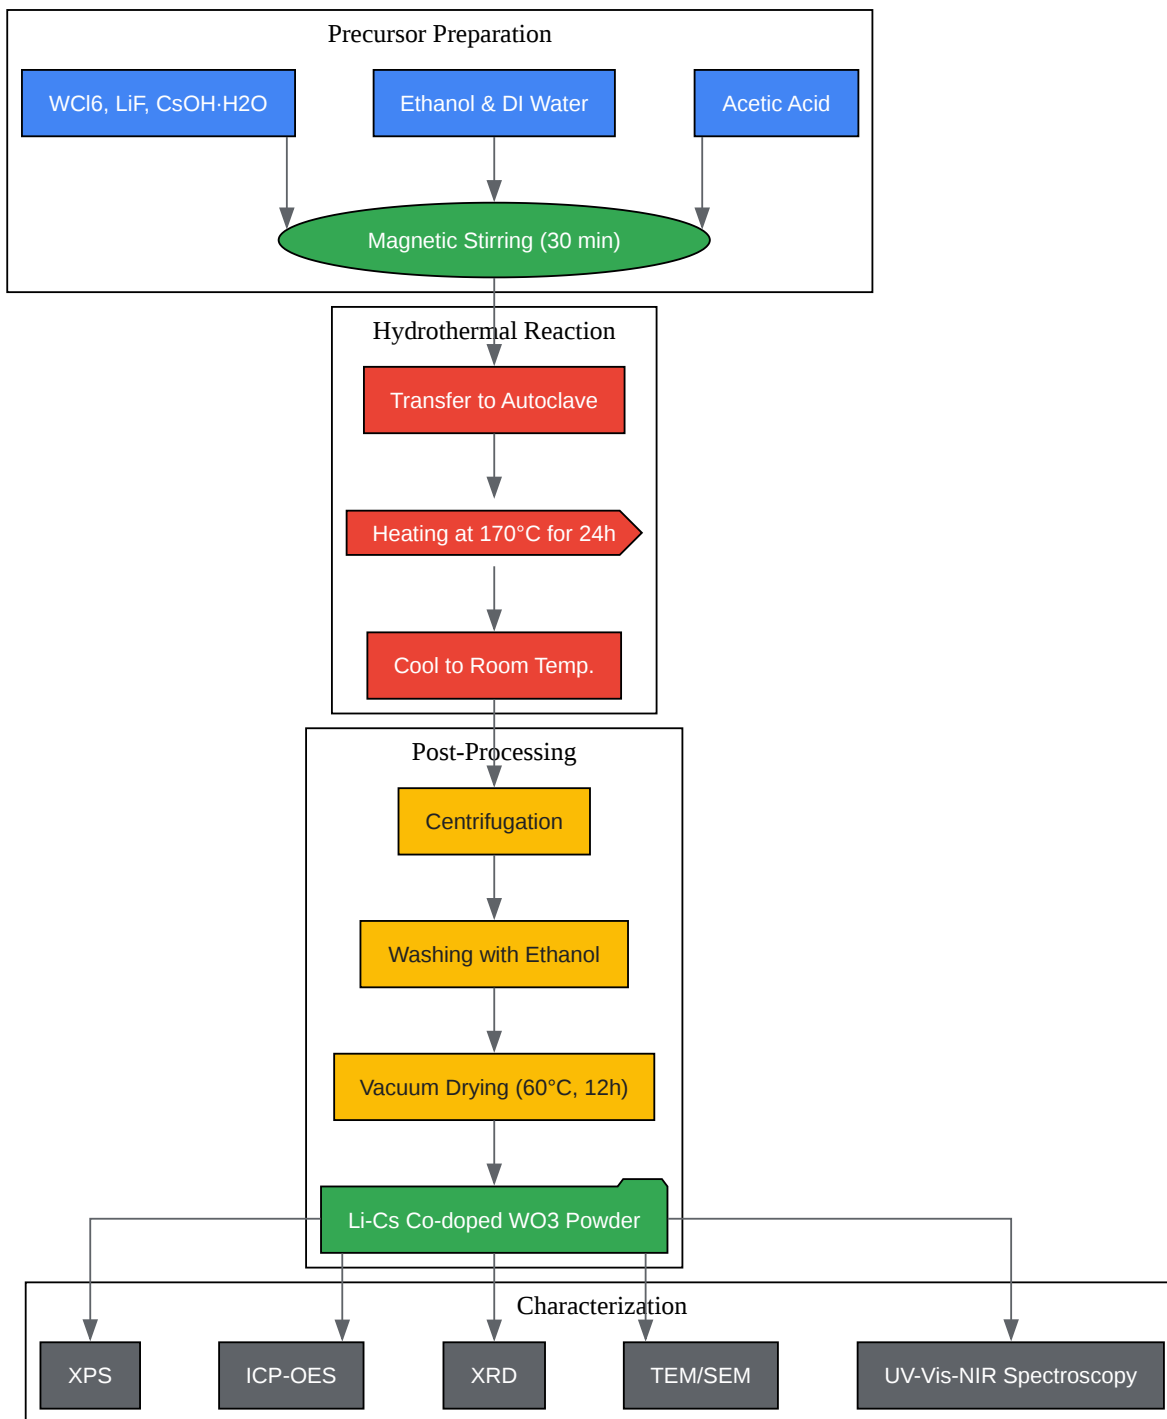 Precursor Preparation
WCl6, LiF, CsOH·H2O
Ethanol & DI Water
Acetic Acid
Magnetic Stirring (30 min)
Hydrothermal Reaction
Transfer to Autoclave
Heating at 170°C for 24h
Cool to Room Temp.
Post-Processing
Centrifugation
Washing with Ethanol
Vacuum Drying (60°C, 12h)
Li-Cs Co-doped WO3 Powder
Characterization
XPS
ICP-OES
XRD
TEM/SEM
UV-Vis-NIR Spectroscopy